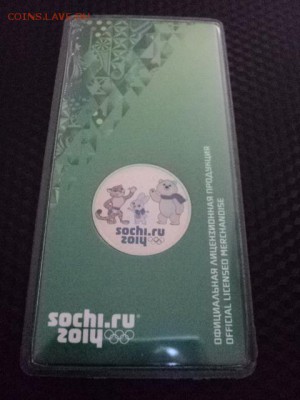 COINS.LAVE.RU
sochi.ru
2014
ОФИЦИАЛЬНАЯ ЛИЦЕНЗИОННАЯ ПРОДУКЦИЯ
OFFICIAL LICENSED MERCHANDISE
sochi.ru
2014